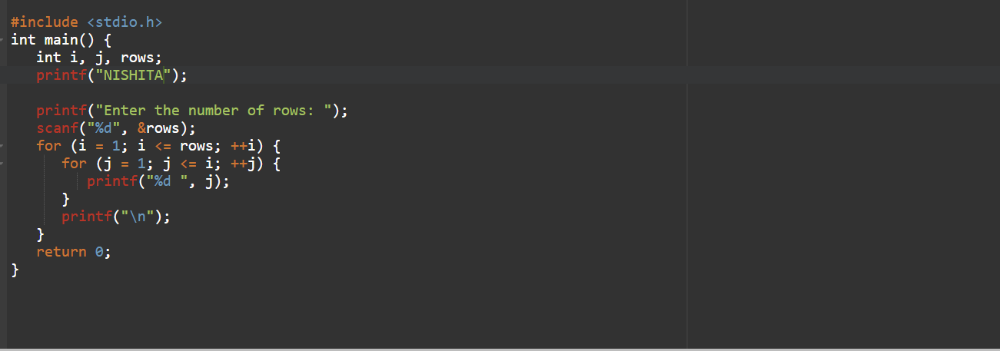 #include <stdio.h>
int main() {
   int i, j, rows;
   printf("NISHITA");

   printf("Enter the number of rows: ");
   scanf("%d", &rows);
   for (i = 1; i <= rows; ++i) {
      for (j = 1; j <= i; ++j) {
         printf("%d ", j);
      }
      printf("\n");
   }
   return 0;
}